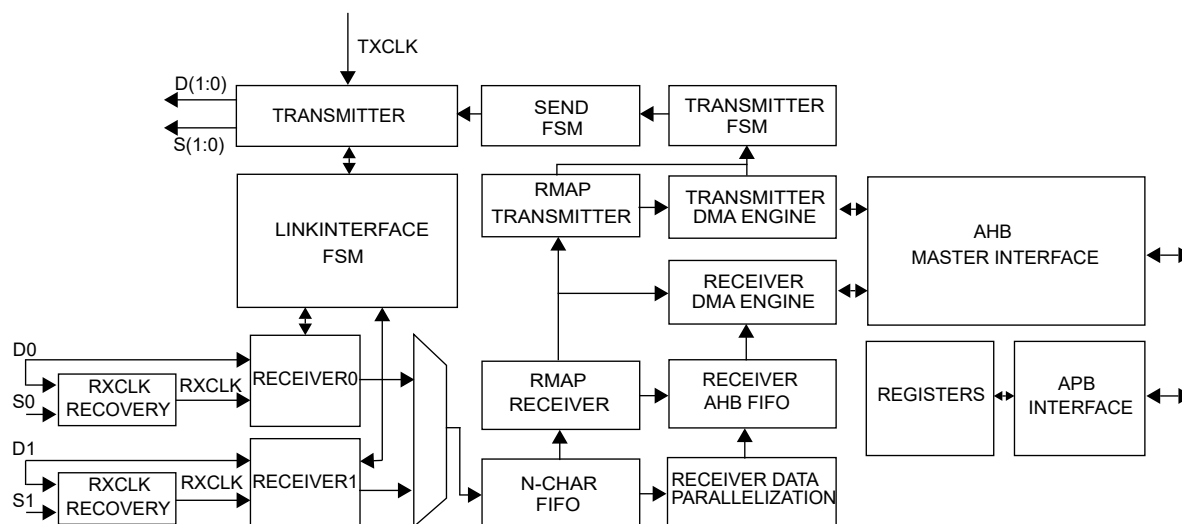 TXCLK
D(1:0)
S(1:0)
TRANSMITTER
SEND
FSM
TRANSMITTER
FSM
LINKINTERFACE
FSM
RMAP
TRANSMITTER
TRANSMITTER
DMA ENGINE
AHB
MASTER INTERFACE
RECEIVER
DMA ENGINE
D0
S0
RXCLK
RECOVERY
RXCLK
RECEIVER0
RMAP
RECEIVER
RECEIVER
AHB FIFO
REGISTERS
APB
INTERFACE
D1
S1
RXCLK
RECOVERY
RXCLK
RECEIVER1
N-CHAR
FIFO
RECEIVER DATA
PARALLELIZATION